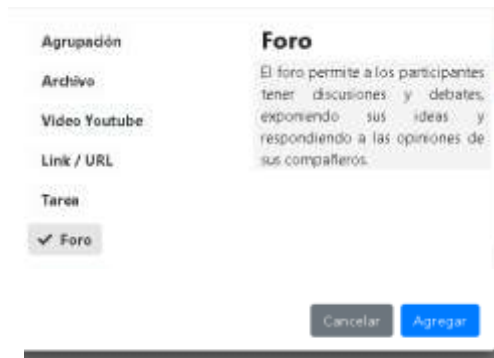 Agrupación
Archivo
Video Youtube
Link / URL
Tarea
✓ Foro
Foro
El foro permite a los participantes
tener discusiones y debates,
exponiendo sus ideas y
respondiendo a las opiniones de
sus compañeros.
Cancelar
Agregar